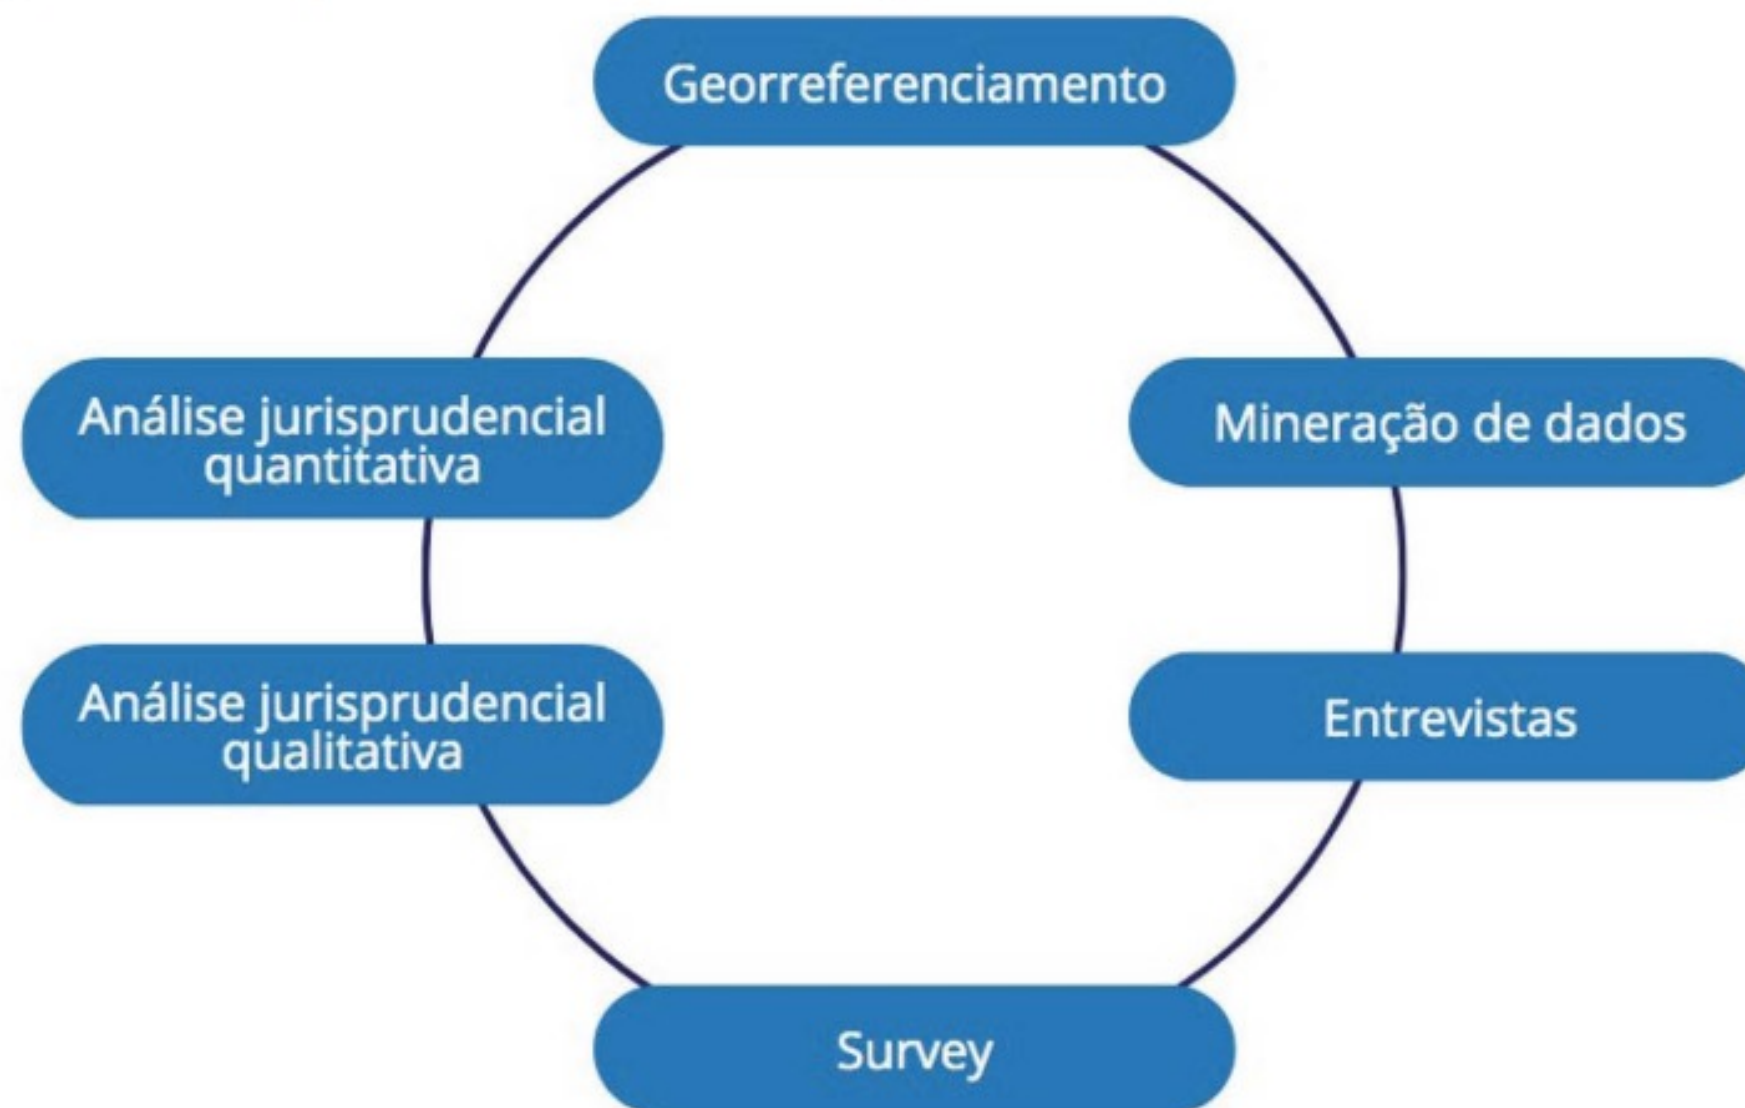 Georreferenciamento
Análise jurisprudencial
quantitativa
Mineração de dados
Análise jurisprudencial
qualitativa
Entrevistas
Survey